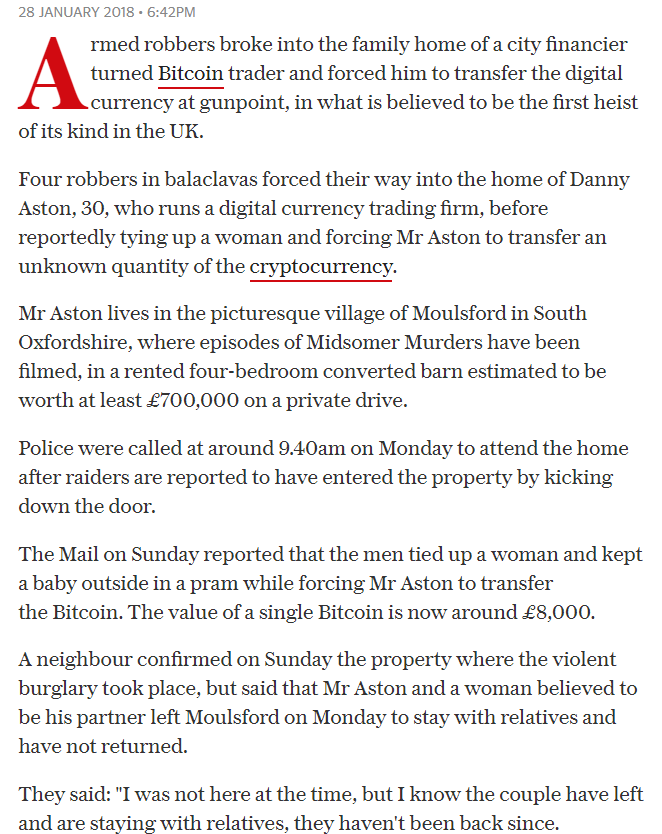 28 JANUARY 2018 • 6:42PM
Armed robbers broke into the family home of a city financier
turned Bitcoin trader and forced him to transfer the digital
currency at gunpoint, in what is believed to be the first heist
of its kind in the UK.
Four robbers in balaclavas forced their way into the home of Danny
Aston, 30, who runs a digital currency trading firm, before
reportedly tying up a woman and forcing Mr Aston to transfer an
unknown quantity of the cryptocurrency.
Mr Aston lives in the picturesque village of Moulsford in South
Oxfordshire, where episodes of Midsomer Murders have been
filmed, in a rented four-bedroom converted barn estimated to be
worth at least £700,000 on a private drive.
Police were called at around 9.40am on Monday to attend the home
after raiders are reported to have entered the property by kicking
down the door.
The Mail on Sunday reported that the men tied up a woman and kept
a baby outside in a pram while forcing Mr Aston to transfer
the Bitcoin. The value of a single Bitcoin is now around £8,000.
A neighbour confirmed on Sunday the property where the violent
burglary took place, but said that Mr Aston and a woman believed to
be his partner left Moulsford on Monday to stay with relatives and
have not returned.
They said: "I was not here at the time, but I know the couple have left
and are staying with relatives, they haven't been back since.